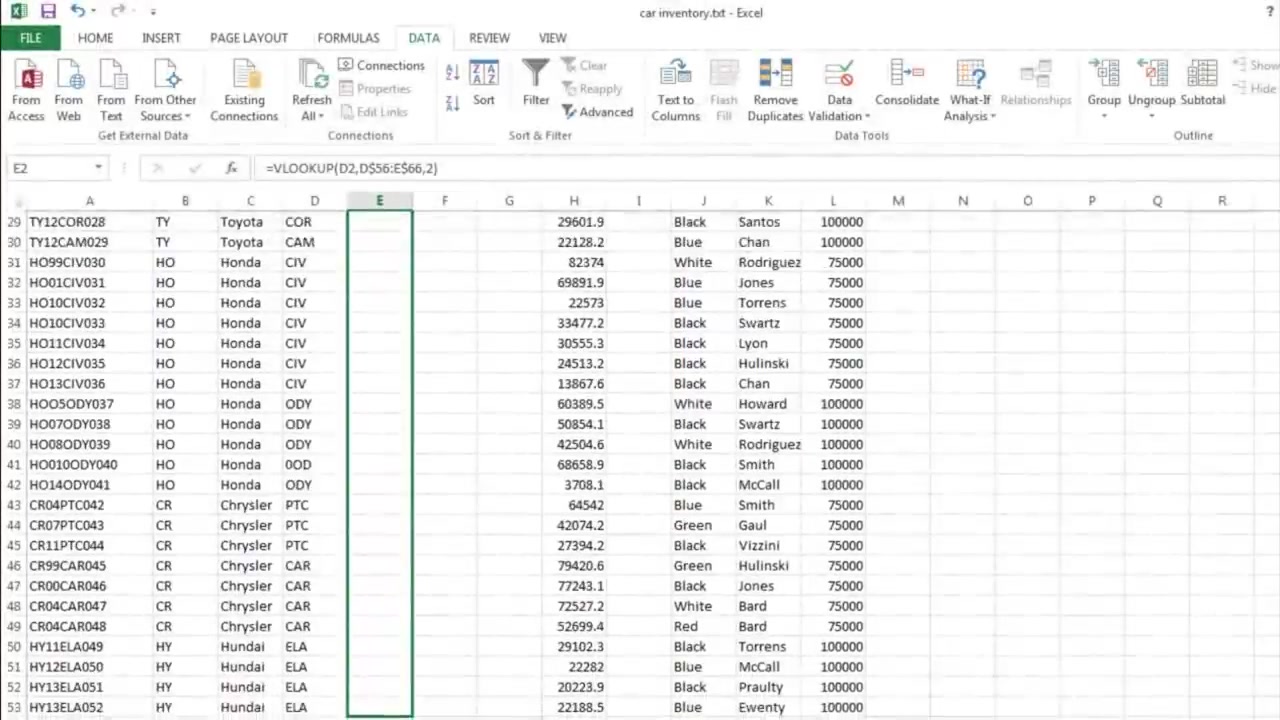 car inventory.txt - Excel
?
FILE HOME INSERT PAGE LAYOUT FORMULAS DATA REVIEW VIEW
From Access
From Web
From Text
From Other Sources
Existing Connections
Get External Data
Refresh All
Connections
Properties
Edit Links
Connections
Sort
Filter
Clear
Reapply
Advanced
Sort & Filter
Text to Columns
Flash Fill
Remove Duplicates
Data Validation
Consolidate
What-If Analysis
Relationships
Data Tools
Group
Ungroup
Subtotal
Show
Hide
Outline
E2 fx =VLOOKUP(D2,D$56:E$66,2)
A B C D E F G H I J K L M N O P Q R
29 TY12COR028 TY Toyota COR 29601.9 Black Santos 100000
30 TY12CAM029 TY Toyota CAM 22128.2 Blue Chan 100000
31 HO99CIV030 HO Honda CIV 82374 White Rodriguez 75000
32 HO01CIV031 HO Honda CIV 69891.9 Blue Jones 75000
33 HO10CIV032 HO Honda CIV 22573 Blue Torrens 75000
34 HO10CIV033 HO Honda CIV 33477.2 Black Swartz 75000
35 HO11CIV034 HO Honda CIV 30555.3 Black Lyon 75000
36 HO12CIV035 HO Honda CIV 24513.2 Black Hulinski 75000
37 HO13CIV036 HO Honda CIV 13867.6 Black Chan 75000
38 HOO5ODY037 HO Honda ODY 60389.5 White Howard 100000
39 HO07ODY038 HO Honda ODY 50854.1 Black Swartz 100000
40 HO08ODY039 HO Honda ODY 42504.6 White Rodriguez 100000
41 HO010ODY040 HO Honda 0OD 68658.9 Black Smith 100000
42 HO14ODY041 HO Honda ODY 3708.1 Black McCall 100000
43 CR04PTC042 CR Chrysler PTC 64542 Blue Smith 75000
44 CR07PTC043 CR Chrysler PTC 42074.2 Green Gaul 75000
45 CR11PTC044 CR Chrysler PTC 27394.2 Black Vizzini 75000
46 CR99CAR045 CR Chrysler CAR 79420.6 Green Hulinski 75000
47 CR00CAR046 CR Chrysler CAR 77243.1 Black Jones 75000
48 CR04CAR047 CR Chrysler CAR 72527.2 White Bard 75000
49 CR04CAR048 CR Chrysler CAR 52699.4 Red Bard 75000
50 HY11ELA049 HY Hundai ELA 29102.3 Black Torrens 100000
51 HY12ELA050 HY Hundai ELA 22282 Blue McCall 100000
52 HY13ELA051 HY Hundai ELA 20223.9 Black Praulty 100000
53 HY13ELA052 HY Hundai ELA 22188.5 Blue Ewenty 100000